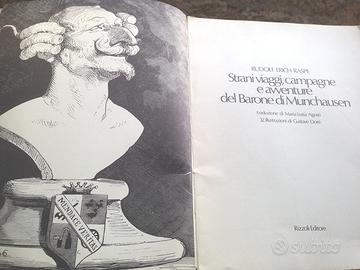 MENDACE VERITAS
RUDOLF ERICH RASPE
Strani viaggi, campagne
e avventure
del Barone di Munchausen
traduzione di Maria Luisa Agosti
32 illustrazioni di Gustave Doré
Rizzoli Editore
subito